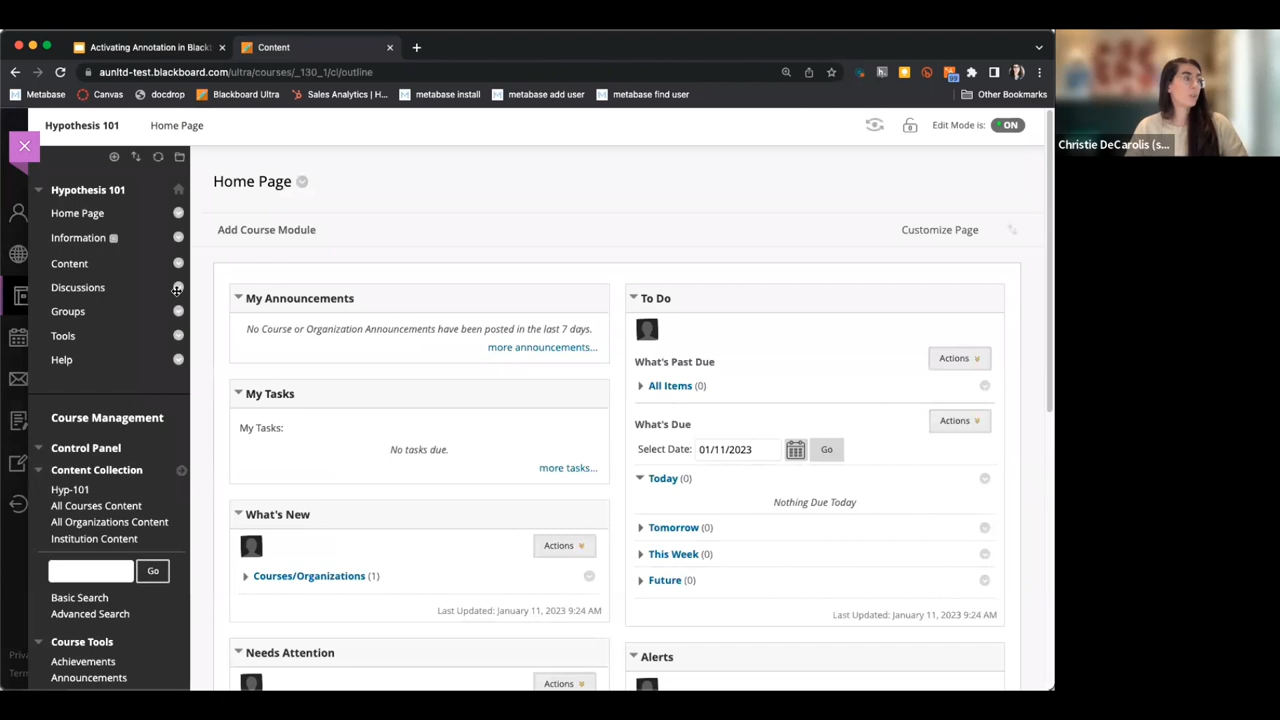 Activating Annotation in Black
Content
aunltd-test.blackboard.com/ultra/courses/_130_1/cl/outline
Metabase
Canvas
docdrop
Blackboard Ultra
Sales Analytics | H...
metabase install
metabase add user
metabase find user
Other Bookmarks
Hypothesis 101
Home Page
Edit Mode is:
ON
Christie DeCarolis (s...
Hypothesis 101
Home Page
Information
Content
Discussions
Groups
Tools
Help
Course Management
Control Panel
Content Collection
Hyp-101
All Courses Content
All Organizations Content
Institution Content
Go
Basic Search
Advanced Search
Course Tools
Achievements
Announcements
Home Page
Add Course Module
Customize Page
My Announcements
No Course or Organization Announcements have been posted in the last 7 days.
more announcements...
My Tasks
My Tasks:
No tasks due.
more tasks...
What's New
Actions
Courses/Organizations (1)
Last Updated: January 11, 2023 9:24 AM
Needs Attention
Actions
To Do
What's Past Due
Actions
All Items (0)
What's Due
Actions
Select Date: 01/11/2023
Go
Today (0)
Nothing Due Today
Tomorrow (0)
This Week (0)
Future (0)
Last Updated: January 11, 2023 9:24 AM
Alerts